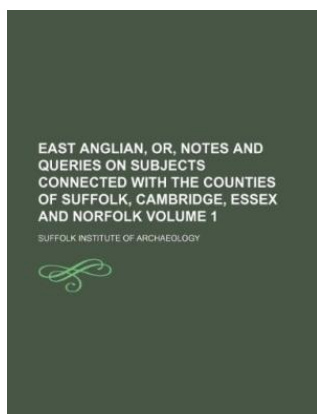 EAST ANGLIAN, OR, NOTES AND
QUERIES ON SUBJECTS
CONNECTED WITH THE COUNTIES
OF SUFFOLK, CAMBRIDGE, ESSEX
AND NORFOLK VOLUME 1
SUFFOLK INSTITUTE OF ARCHAEOLOGY